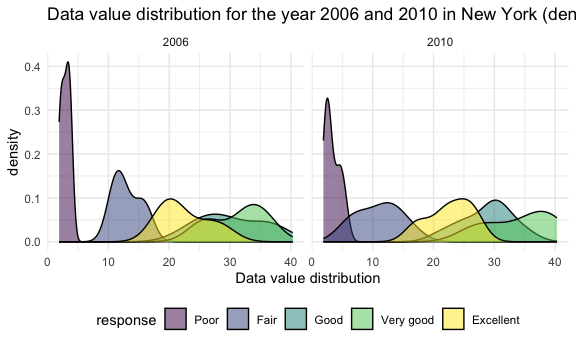 Data value distribution for the year 2006 and 2010 in New York (den
2006 2010
0.4
0.3
0.2
0.1
0.0
density
0 10 20 30 40 0 10 20 30 40
Data value distribution
response Poor Fair Good Very good Excellent